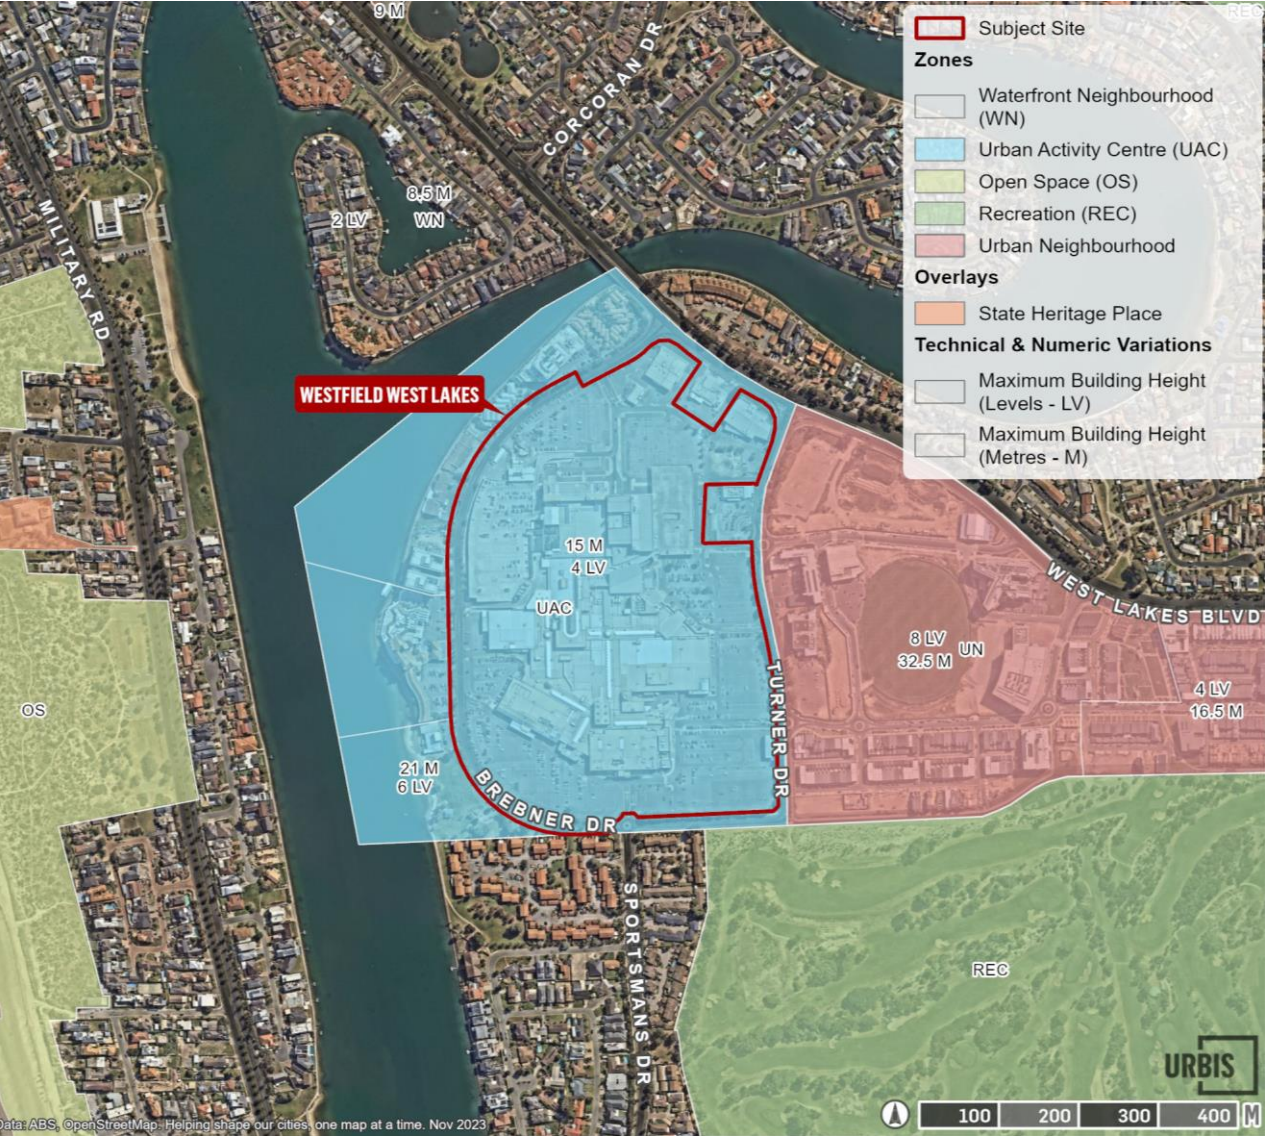 9 M
REC
CORCORAN DR
MILITARY RD
8.5 M
2 LV
WN
WESTFIELD WEST LAKES
15 M
4 LV
UAC
8 LV
UN
32.5 M
WEST LAKES BLVD
4 LV
16.5 M
TURNER DR
OS
21 M
6 LV
BREBNER DR
SPORTSMANS DR
REC
Subject Site
Zones
Waterfront Neighbourhood
(WN)
Urban Activity Centre (UAC)
Open Space (OS)
Recreation (REC)
Urban Neighbourhood
Overlays
State Heritage Place
Technical & Numeric Variations
Maximum Building Height
(Levels - LV)
Maximum Building Height
(Metres - M)
URBIS
100 200 300 400 M
Data: ABS, OpenStreetMap. Helping shape our cities, one map at a time. Nov 2023